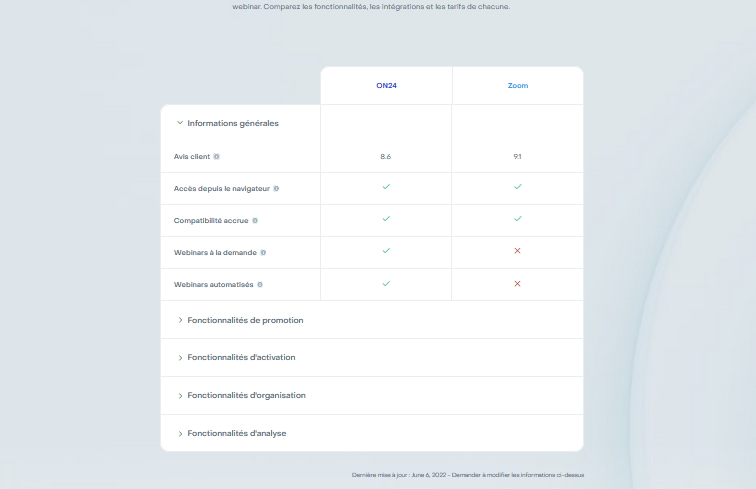 webinar. Comparez les fonctionnalités, les intégrations et les tarifs de chacune.
ON24 Zoom
Informations générales
Avis client 8.6 9.1
Accès depuis le navigateur
Compatibilité accrue
Webinars à la demande
Webinars automatisés
Fonctionnalités de promotion
Fonctionnalités d'activation
Fonctionnalités d'organisation
Fonctionnalités d'analyse
Dernière mise à jour : June 6, 2022 - Demander à modifier les informations ci-dessus